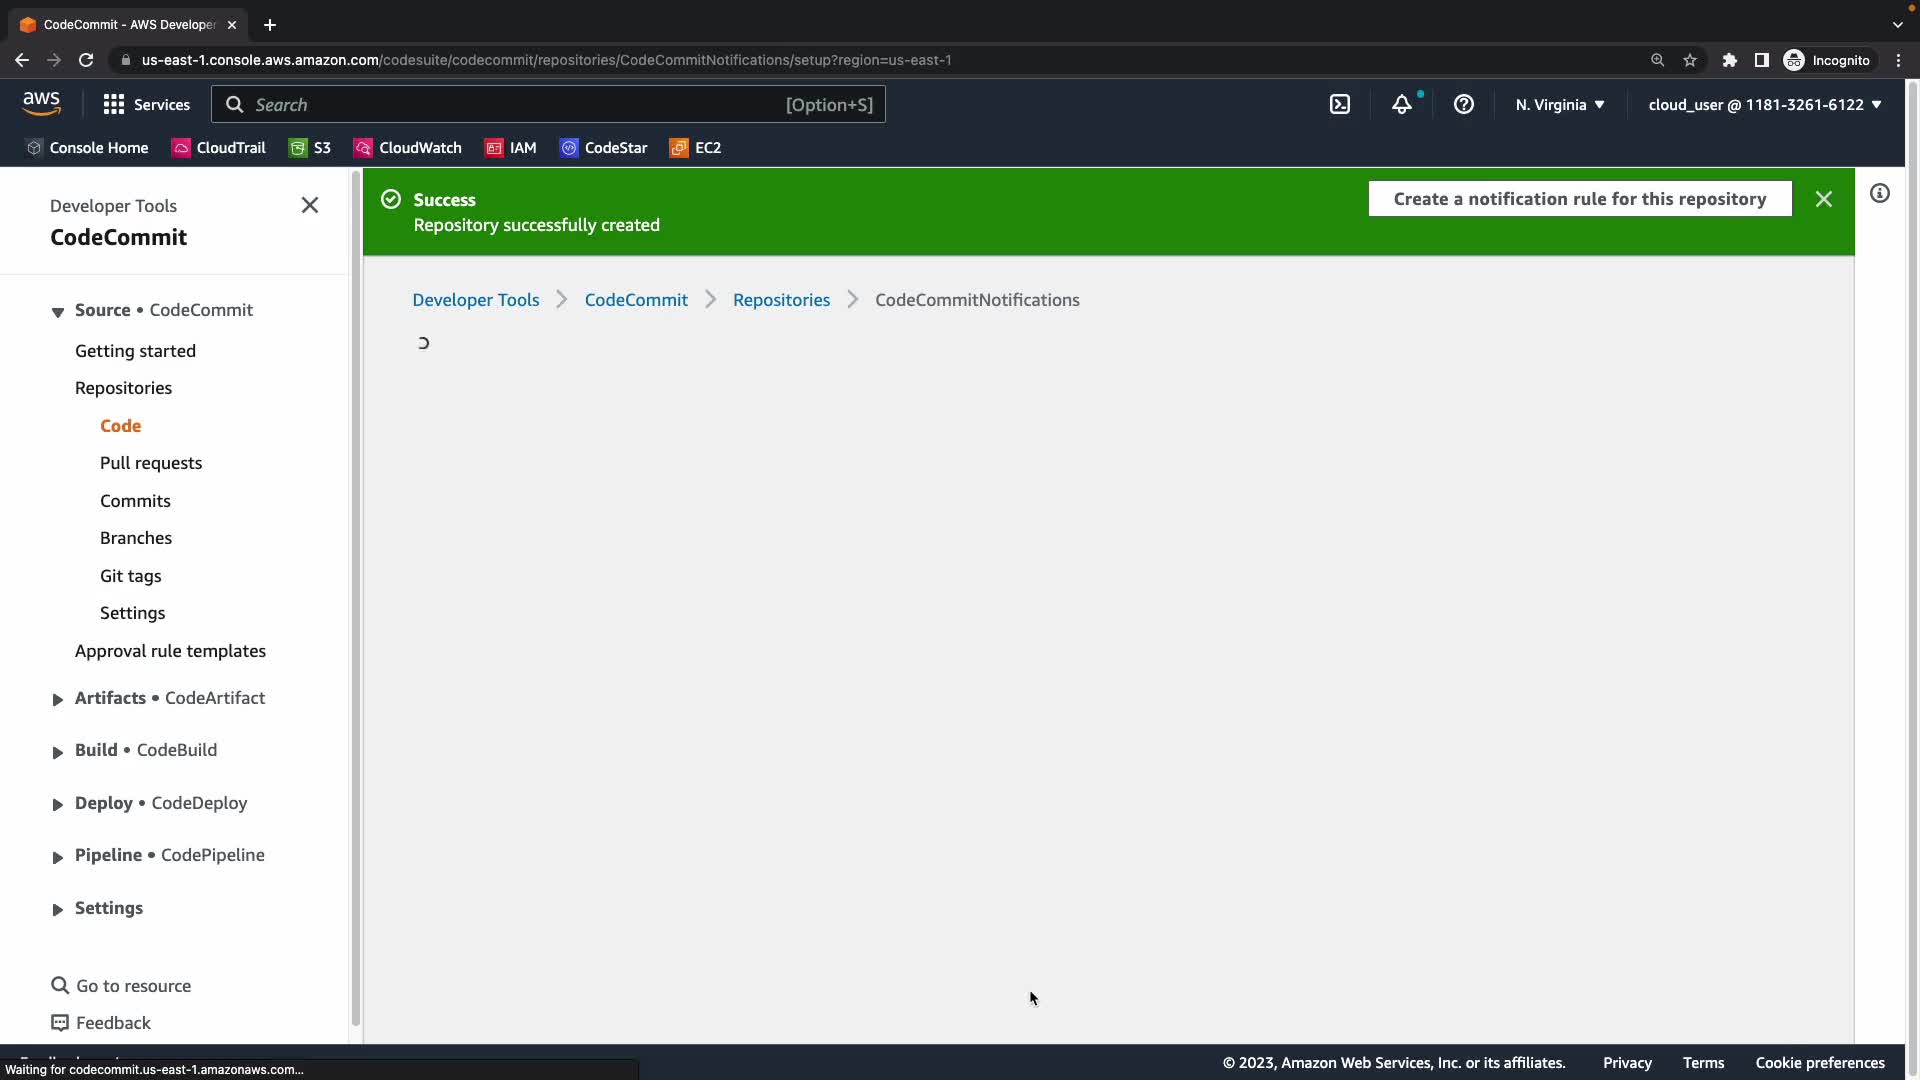 CodeCommit - AWS Developer
us-east-1.console.aws.amazon.com/codesuite/codecommit/repositories/CodeCommitNotifications/setup?region=us-east-1
Incognito
aws
Services
Search
[Option+S]
N. Virginia
cloud_user @ 1181-3261-6122
Console Home
CloudTrail
S3
CloudWatch
IAM
CodeStar
EC2
Developer Tools
CodeCommit
Source • CodeCommit
Getting started
Repositories
Code
Pull requests
Commits
Branches
Git tags
Settings
Approval rule templates
Artifacts • CodeArtifact
Build • CodeBuild
Deploy • CodeDeploy
Pipeline • CodePipeline
Settings
Go to resource
Feedback
Success
Repository successfully created
Create a notification rule for this repository
Developer Tools
CodeCommit
Repositories
CodeCommitNotifications
Waiting for codecommit.us-east-1.amazonaws.com...
© 2023, Amazon Web Services, Inc. or its affiliates.
Privacy
Terms
Cookie preferences